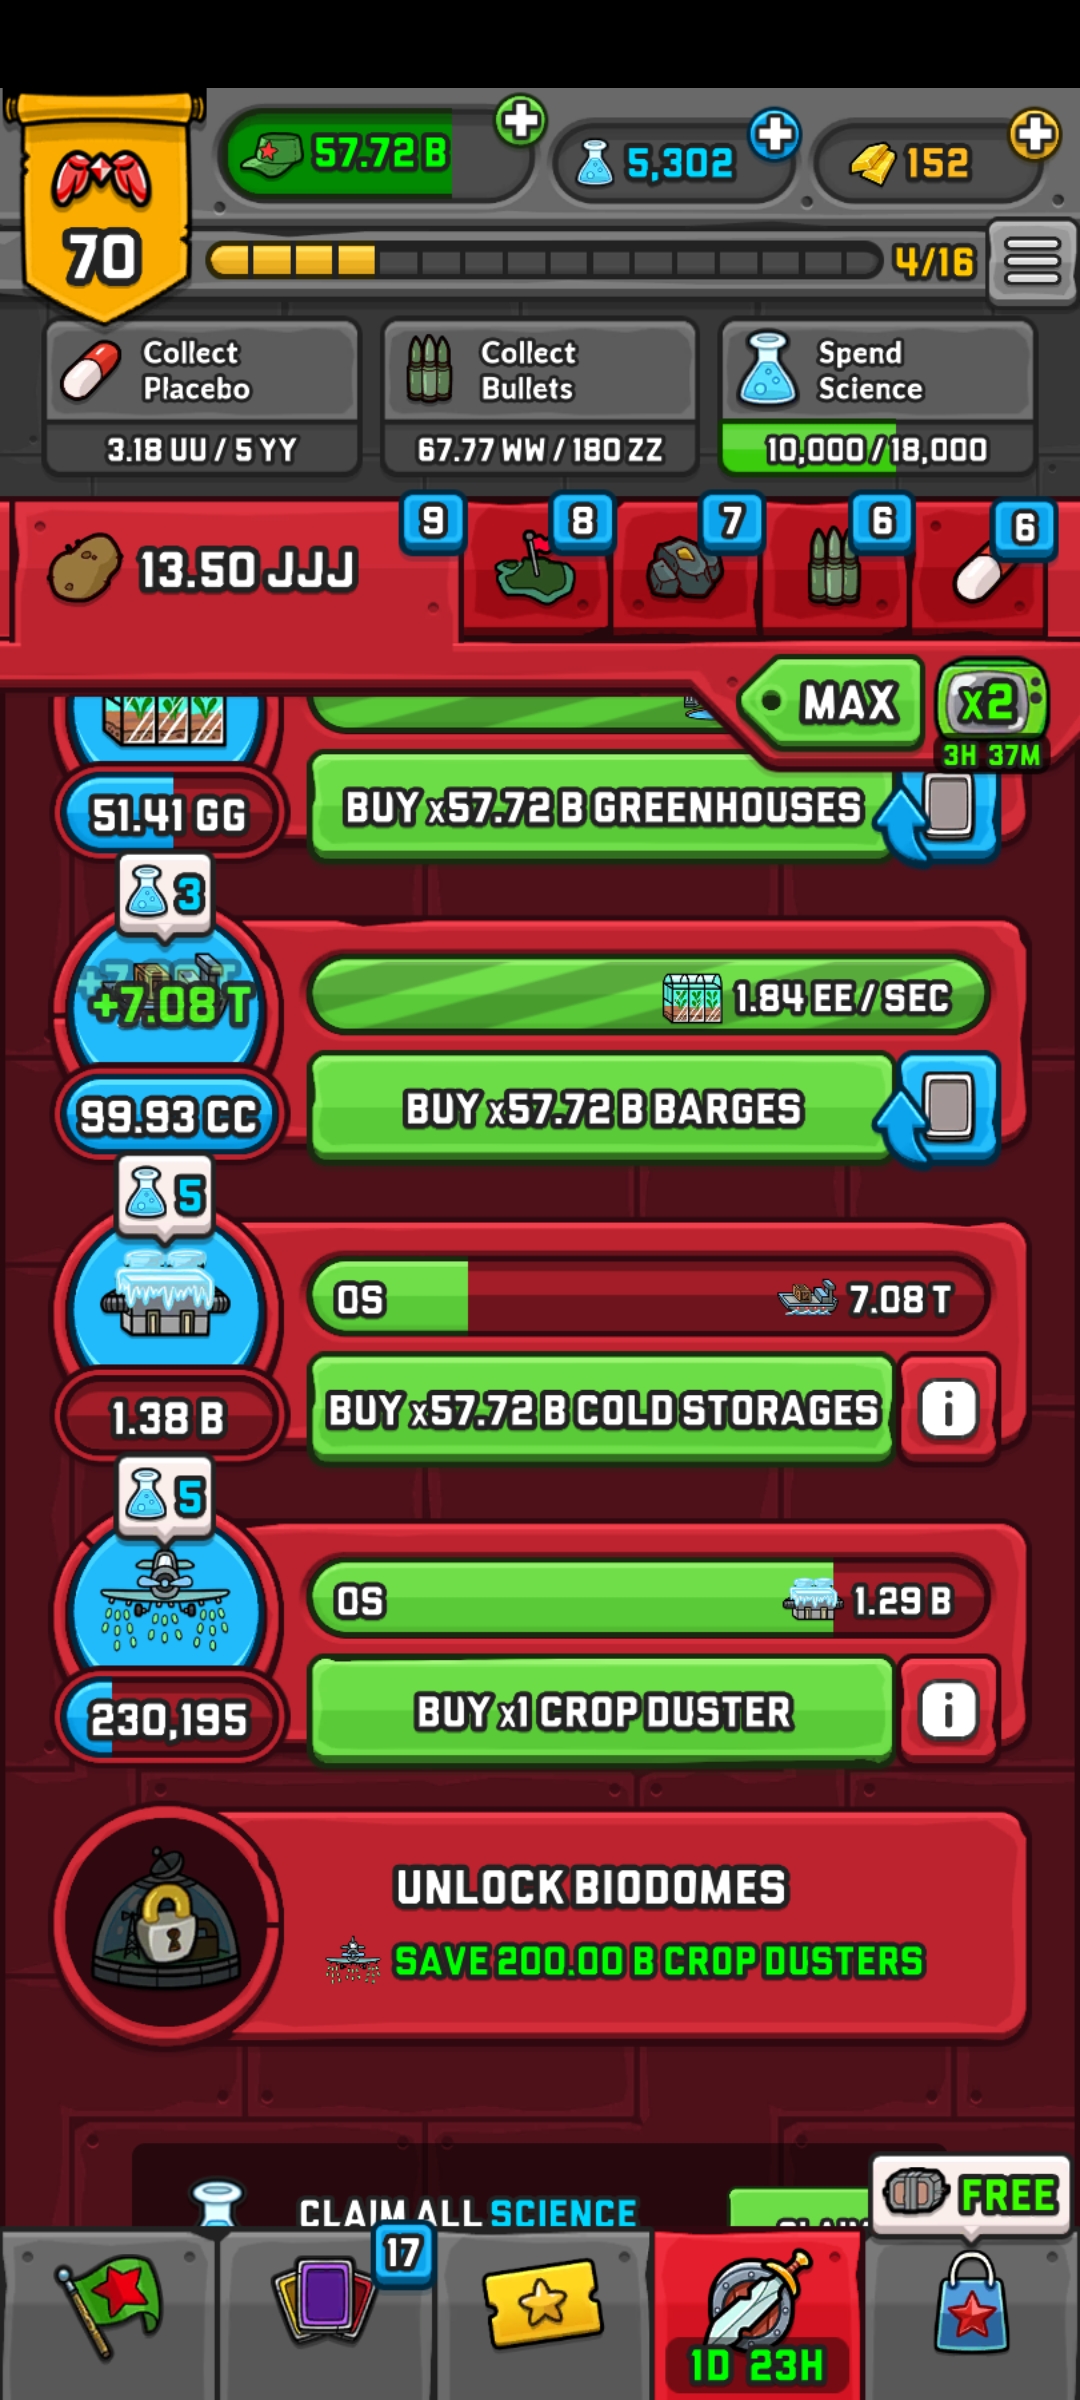 57.72 B
5,302
152
70
4/16
Collect
Placebo
3.18 UU / 5 YY
Collect
Bullets
67.77 WW / 180 ZZ
Spend
Science
10,000 / 18,000
13.50 JJJ
9
8
7
6
6
MAX
x2
3H 37M
51.41 GG
BUY x57.72 B GREENHOUSES
3
+7.08 T
1.84 EE / SEC
99.93 CC
BUY x57.72 B BARGES
5
0S
7.08 T
1.38 B
BUY x57.72 B COLD STORAGES
i
5
0S
1.29 B
230,195
BUY x1 CROP DUSTER
i
UNLOCK BIODOMES
SAVE 200.00 B CROP DUSTERS
CLAIM ALL SCIENCE
FREE
17
1D 23H